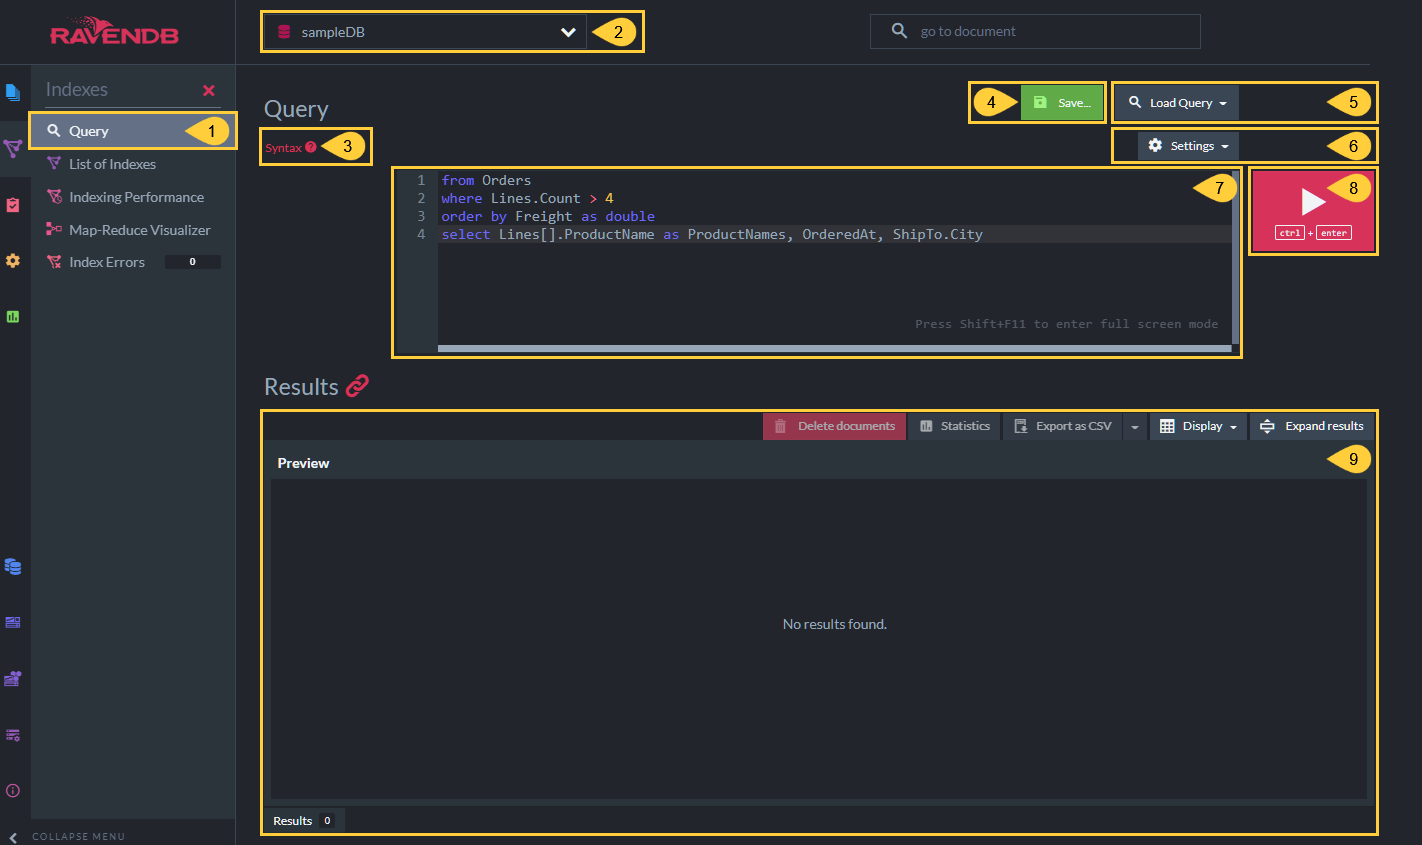 RAVENDB
sampleDB
2
go to document
Indexes
Query
1
List of Indexes
Indexing Performance
Map-Reduce Visualizer
Index Errors 0
COLLAPSE MENU
Query
4
Save...
Load Query
5
Syntax ?
3
Settings
6
1 from Orders
2 where Lines.Count > 4
3 order by Freight as double
4 select Lines[].ProductName as ProductNames, OrderedAt, ShipTo.City
Press Shift+F11 to enter full screen mode
7
8
ctrl + enter
Results
Delete documents Statistics Export as CSV Display Expand results
Preview
9
No results found.
Results 0